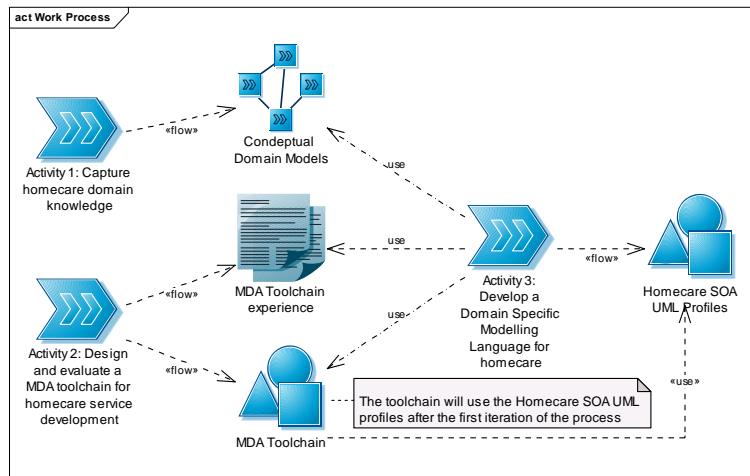 act Work Process
«flow»
Condeptual
Domain Models
Activity 1: Capture
homecare domain
knowledge
use
MDA Toolchain
experience
use
Activity 3:
Develop a
Domain Specific
Modelling
Language for
homecare
«flow»
Homecare SOA
UML Profiles
«flow»
Activity 2: Design
and evaluate a
MDA toolchain for
homecare service
development
«flow»
use
MDA Toolchain
The toolchain will use the Homecare SOA UML
profiles after the first iteration of the process
«use»